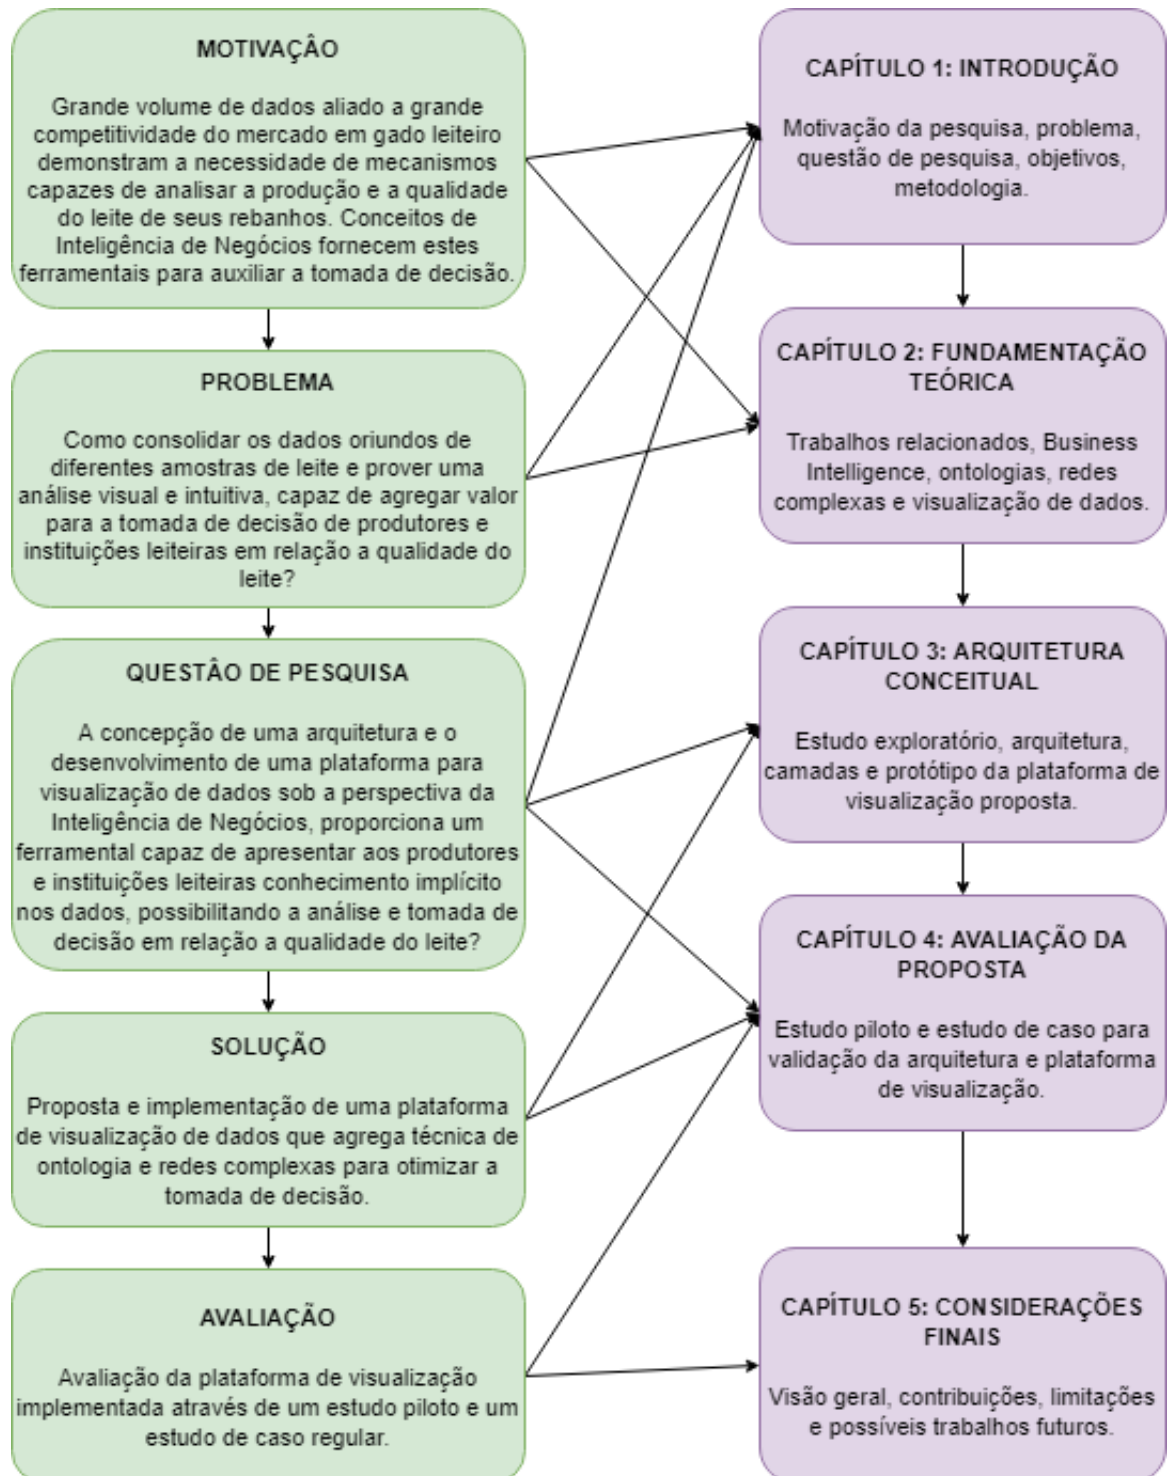 MOTIVAÇÂO
Grande volume de dados aliado a grande
competitividade do mercado em gado leiteiro
demonstram a necessidade de mecanismos
capazes de analisar a produção e a qualidade
do leite de seus rebanhos. Conceitos de
Inteligência de Negócios fornecem estes
ferramentais para auxiliar a tomada de decisão.
PROBLEMA
Como consolidar os dados oriundos de
diferentes amostras de leite e prover uma
análise visual e intuitiva, capaz de agregar valor
para a tomada de decisão de produtores e
instituições leiteiras em relação a qualidade do
leite?
QUESTÂO DE PESQUISA
A concepção de uma arquitetura e o
desenvolvimento de uma plataforma para
visualização de dados sob a perspectiva da
Inteligência de Negócios, proporciona um
ferramental capaz de apresentar aos produtores
e instituições leiteiras conhecimento implícito
nos dados, possibilitando a análise e tomada de
decisão em relação a qualidade do leite?
SOLUÇÃO
Proposta e implementação de uma plataforma
de visualização de dados que agrega técnica de
ontologia e redes complexas para otimizar a
tomada de decisão.
AVALIAÇÃO
Avaliação da plataforma de visualização
implementada através de um estudo piloto e um
estudo de caso regular.
CAPÍTULO 1: INTRODUÇÃO
Motivação da pesquisa, problema,
questão de pesquisa, objetivos,
metodologia.
CAPÍTULO 2: FUNDAMENTAÇÃO
TEÓRICA
Trabalhos relacionados, Business
Intelligence, ontologias, redes
complexas e visualização de dados.
CAPÍTULO 3: ARQUITETURA
CONCEITUAL
Estudo exploratório, arquitetura,
camadas e protótipo da plataforma de
visualização proposta.
CAPÍTULO 4: AVALIAÇÃO DA
PROPOSTA
Estudo piloto e estudo de caso para
validação da arquitetura e plataforma
de visualização.
CAPÍTULO 5: CONSIDERAÇÕES
FINAIS
Visão geral, contribuições, limitações
e possíveis trabalhos futuros.